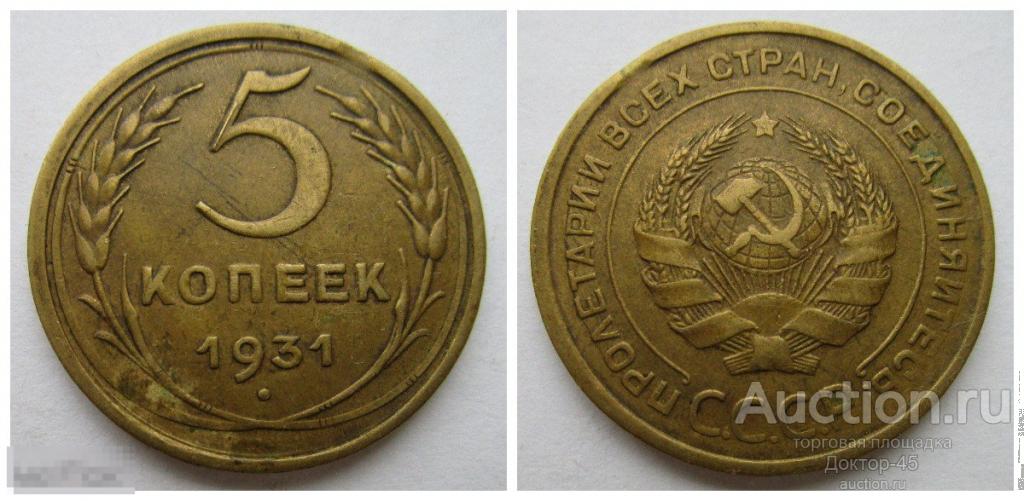 5
КОПЕЕК
1931
ПРОЛЕТАРИИ ВСЕХ СТРАН, СОЕДИНЯЙТЕСЬ
С.С.С.Р.
Auction.ru
торговая площадка
Доктор-45
auction.ru